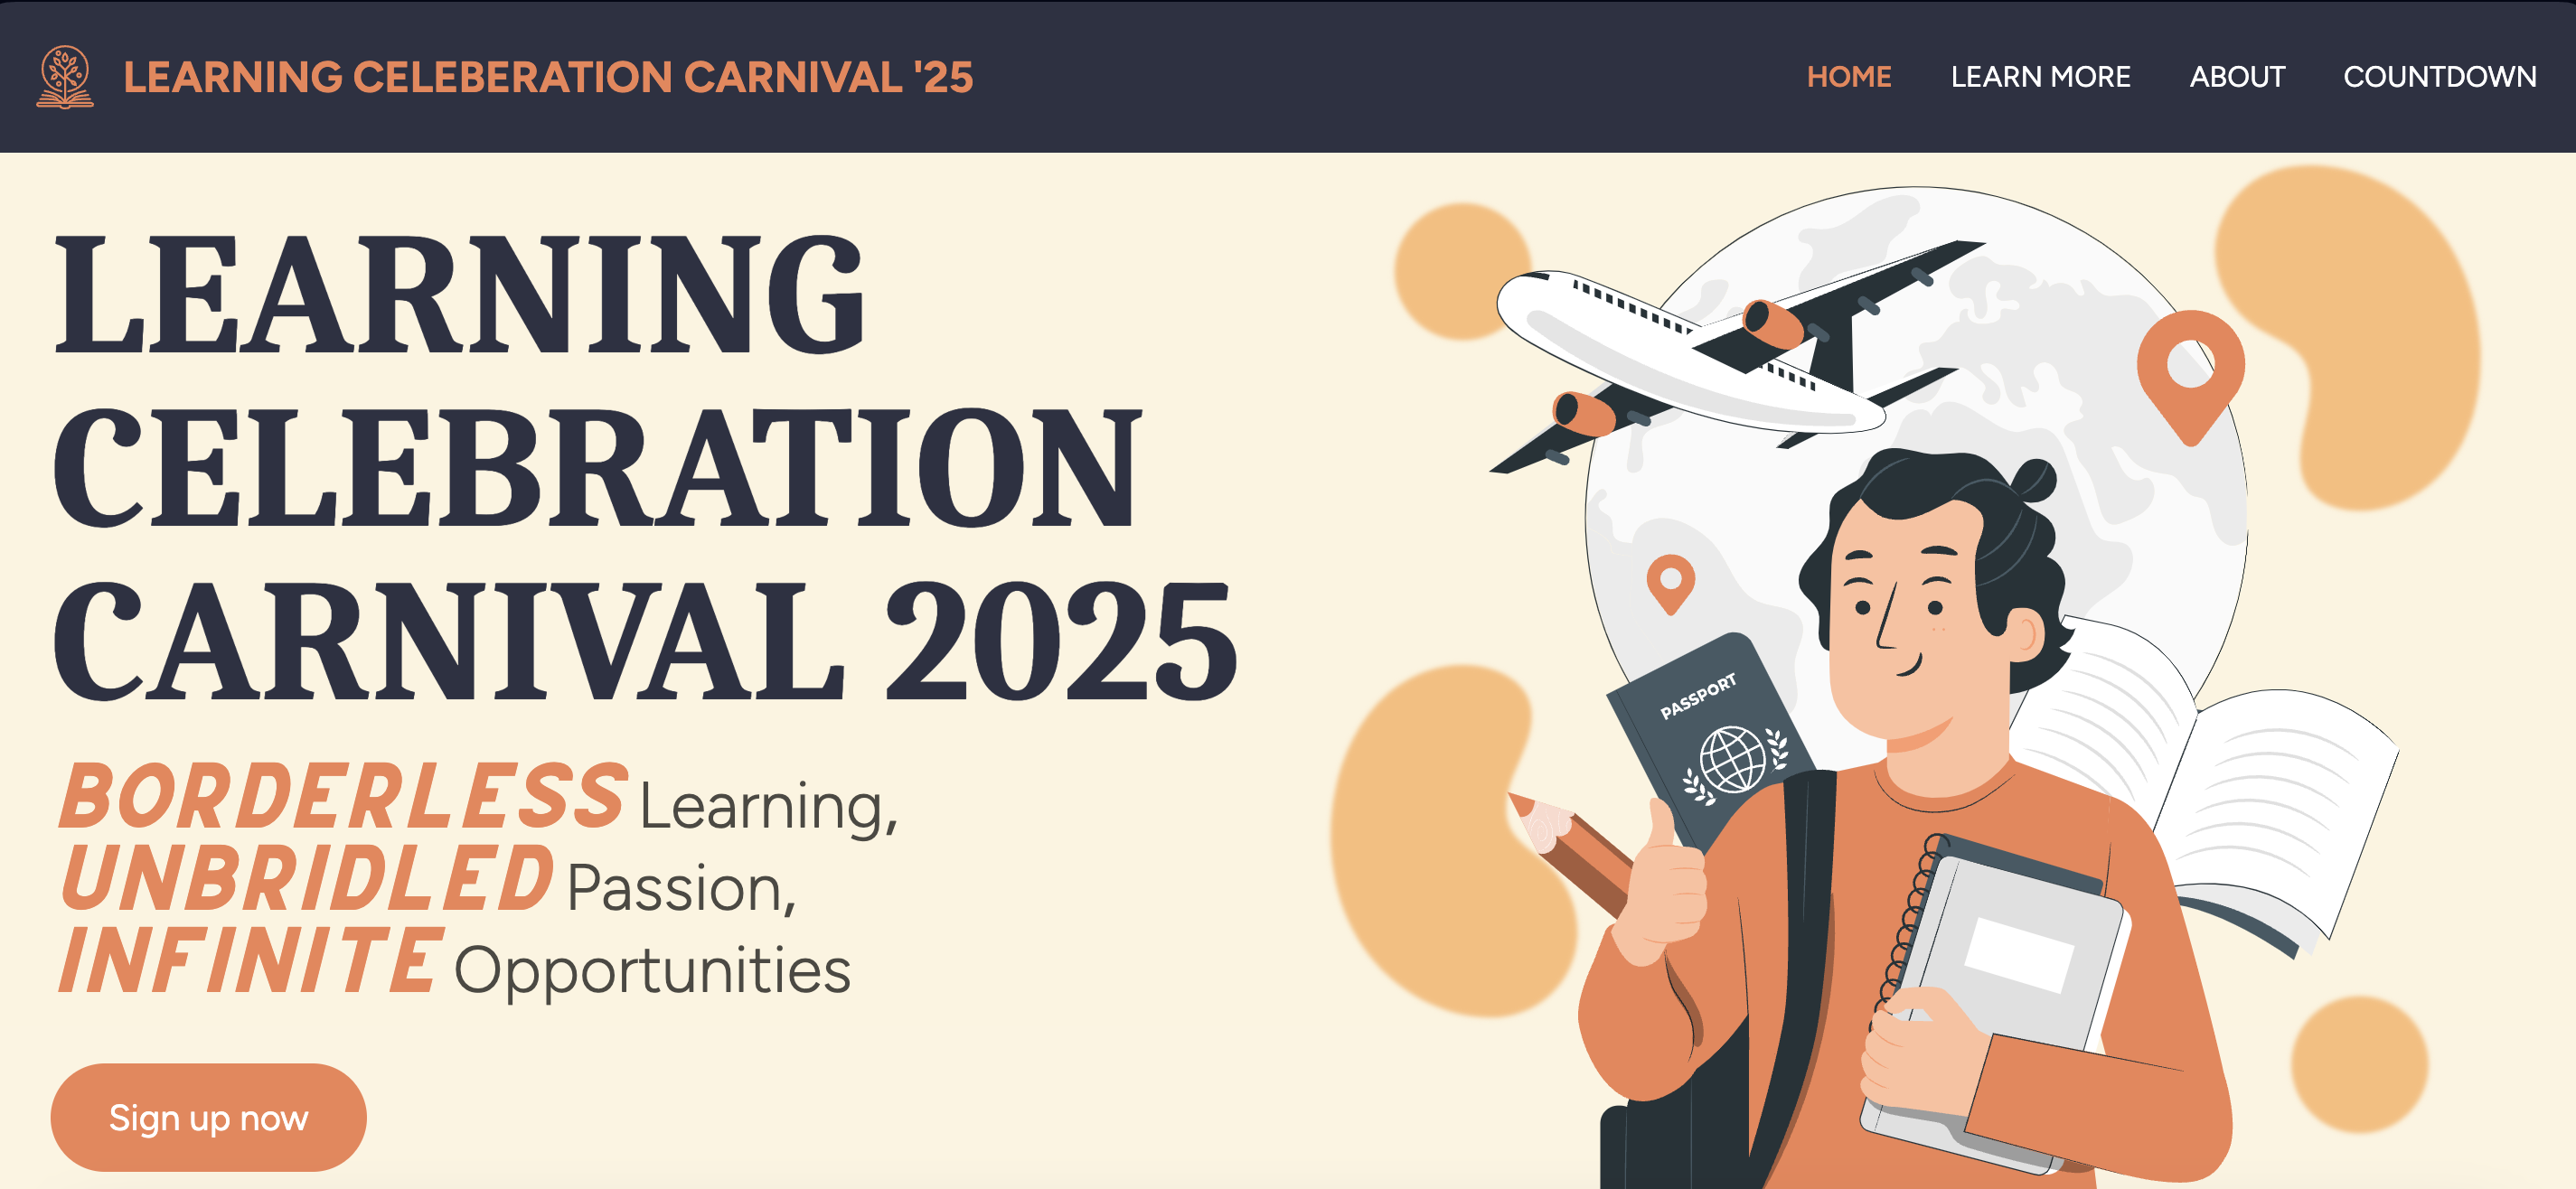 LEARNING CELEBERATION CARNIVAL '25
HOME LEARN MORE ABOUT COUNTDOWN
LEARNING
CELEBRATION
CARNIVAL 2025
BORDERLESS Learning,
UNBRIDLED Passion,
INFINITE Opportunities
Sign up now
PASSPORT